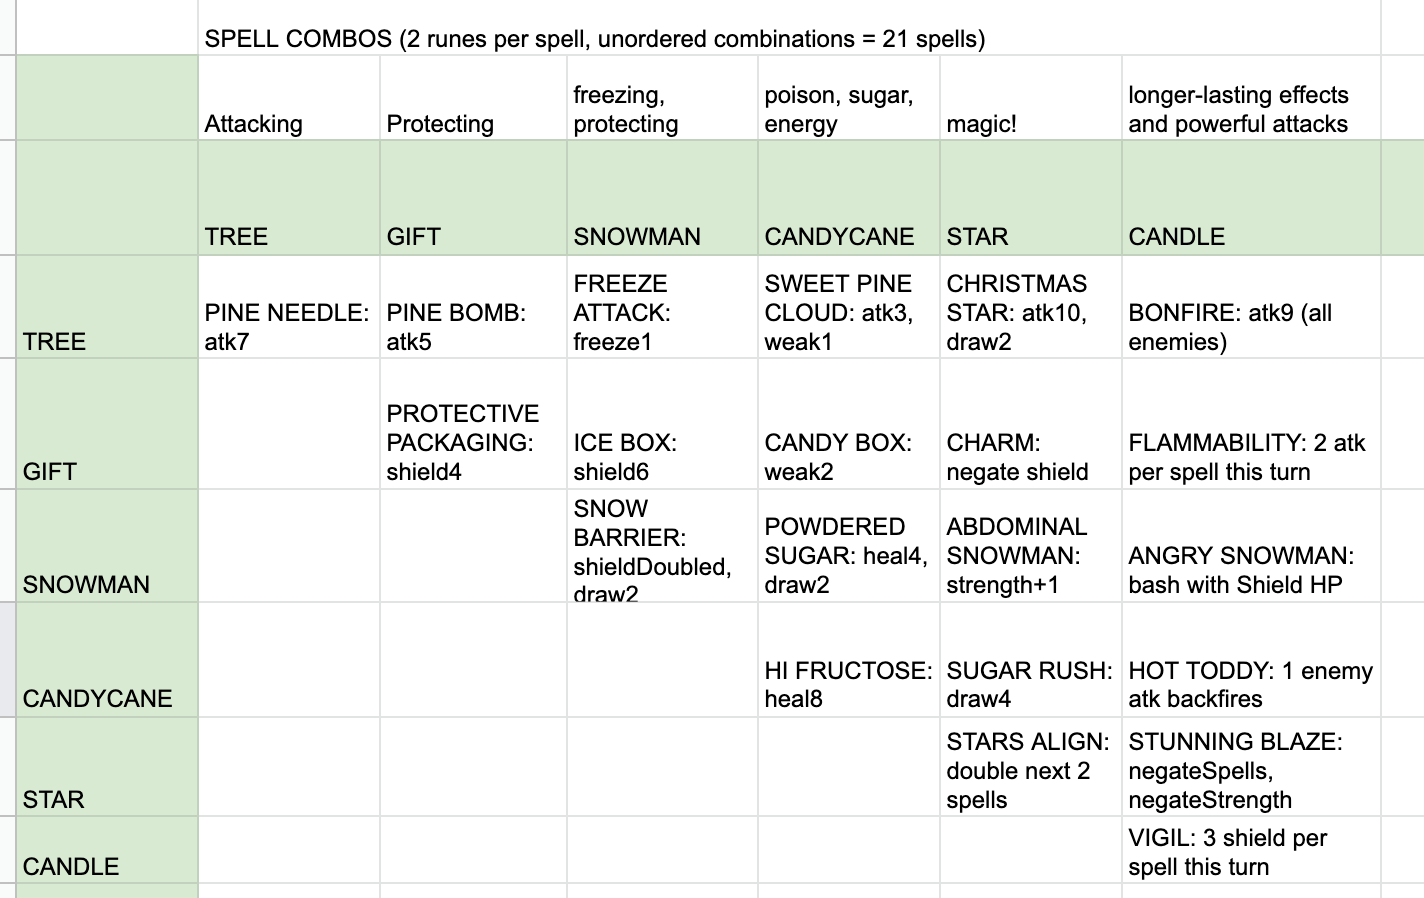 SPELL COMBOS (2 runes per spell, unordered combinations = 21 spells)
Attacking
Protecting
freezing,
protecting
poison, sugar,
energy
magic!
longer-lasting effects
and powerful attacks
TREE
GIFT
SNOWMAN
CANDYCANE
STAR
CANDLE
TREE
PINE NEEDLE:
atk7
PINE BOMB:
atk5
FREEZE
ATTACK:
freeze1
SWEET PINE
CLOUD: atk3,
weak1
CHRISTMAS
STAR: atk10,
draw2
BONFIRE: atk9 (all
enemies)
GIFT
PROTECTIVE
PACKAGING:
shield4
ICE BOX:
shield6
CANDY BOX:
weak2
CHARM:
negate shield
FLAMMABILITY: 2 atk
per spell this turn
SNOWMAN
SNOW
BARRIER:
shieldDoubled,
draw2
POWDERED
SUGAR: heal4,
draw2
ABDOMINAL
SNOWMAN:
strength+1
ANGRY SNOWMAN:
bash with Shield HP
CANDYCANE
HI FRUCTOSE:
heal8
SUGAR RUSH:
draw4
HOT TODDY: 1 enemy
atk backfires
STAR
STARS ALIGN:
double next 2
spells
STUNNING BLAZE:
negateSpells,
negateStrength
CANDLE
VIGIL: 3 shield per
spell this turn